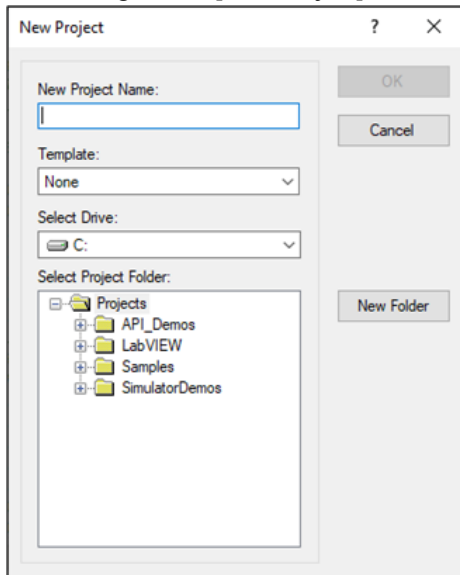 New Project ? ×
New Project Name:
OK
Cancel
Template:
None
Select Drive:
C:
Select Project Folder:
Projects
New Folder
API_Demos
LabVIEW
Samples
SimulatorDemos